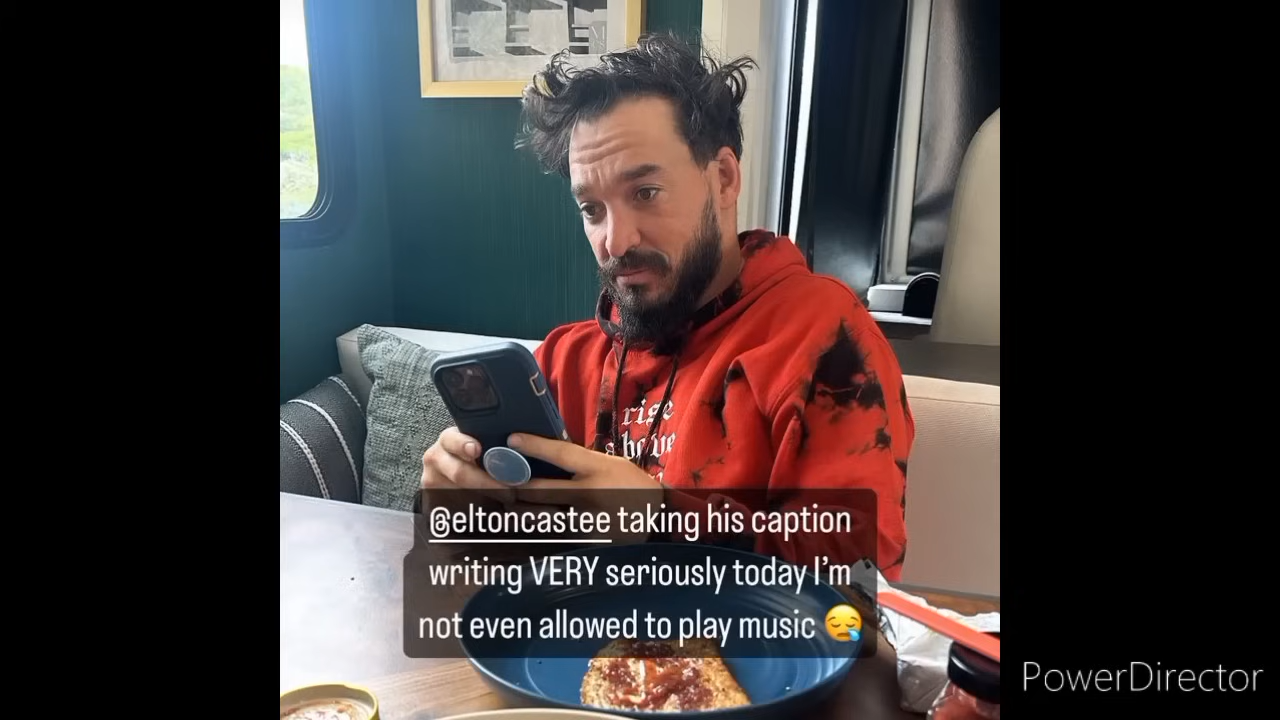 rise
above
@eltoncastee taking his caption
writing VERY seriously today I’m
not even allowed to play music 😪
PowerDirector